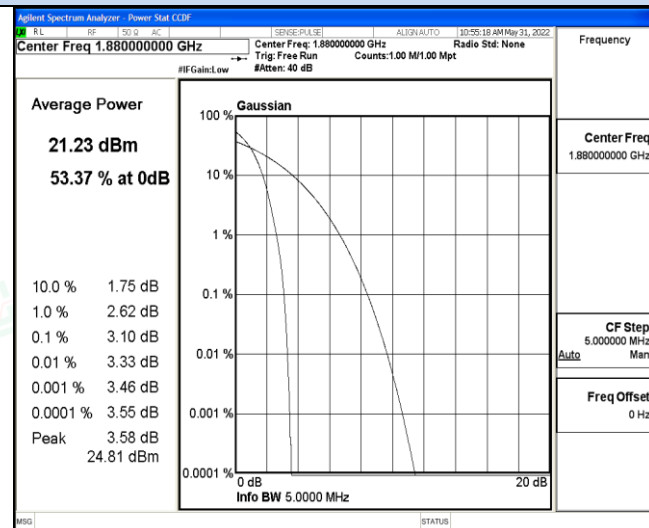 Agilent Spectrum Analyzer - Power Stat CCDF
RL RF 50 Ω AC SENSE:PULSE ALIGN AUTO 10:55:18 AM May 31, 2022
Center Freq 1.880000000 GHz
Center Freq: 1.880000000 GHz Radio Std: None
Trig: Free Run Counts:1.00 M/1.00 Mpt
#IFGain:Low #Atten: 40 dB
Frequency
Average Power
21.23 dBm
53.37 % at 0dB
10.0 % 1.75 dB
1.0 % 2.62 dB
0.1 % 3.10 dB
0.01 % 3.33 dB
0.001 % 3.46 dB
0.0001 % 3.55 dB
Peak 3.58 dB
24.81 dBm
Gaussian
100 %
10 %
1 %
0.1 %
0.01 %
0.001 %
0.0001 %
0 dB 20 dB
Info BW 5.0000 MHz
Center Freq
1.880000000 GHz
CF Step
5.000000 MHz
Auto Man
Freq Offset
0 Hz
MSG STATUS